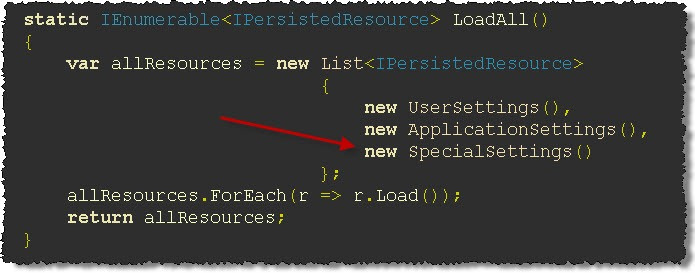 static IEnumerable<IPersistedResource> LoadAll()
{
var allResources = new List<IPersistedResource>
{
new UserSettings(),
new ApplicationSettings(),
new SpecialSettings()
};
allResources.ForEach(r => r.Load());
return allResources;
}